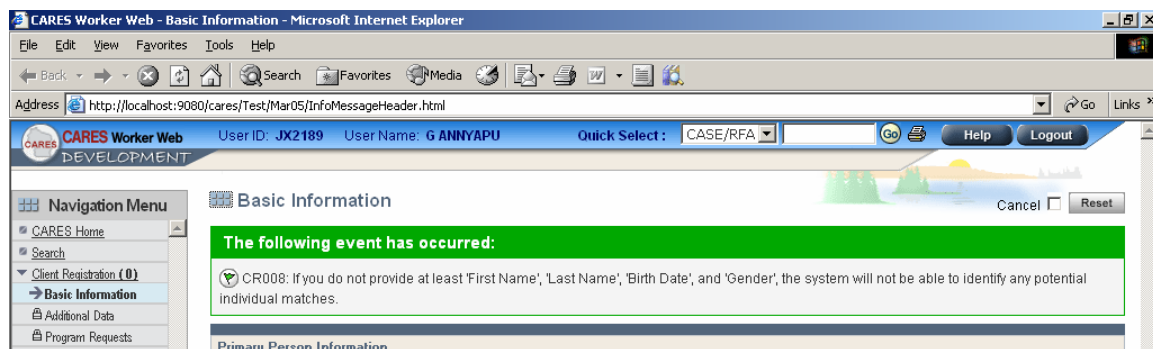 CARES Worker Web - Basic Information - Microsoft Internet Explorer
File Edit View Favorites Tools Help
Back Search Favorites Media
Address http://localhost:9080/cares/Test/Mar05/InfoMessageHeader.html Go Links »
CARES CARES Worker Web User ID: JX2189 User Name: G ANNYAPU Quick Select : CASE/RFA Go Help Logout
DEVELOPMENT
Navigation Menu Basic Information Cancel Reset
CARES Home
Search
The following event has occurred:
Client Registration ( 0 )
Basic Information
CR008: If you do not provide at least 'First Name', 'Last Name', 'Birth Date', and 'Gender', the system will not be able to identify any potential
individual matches.
Additional Data
Program Requests
Primary Person Information